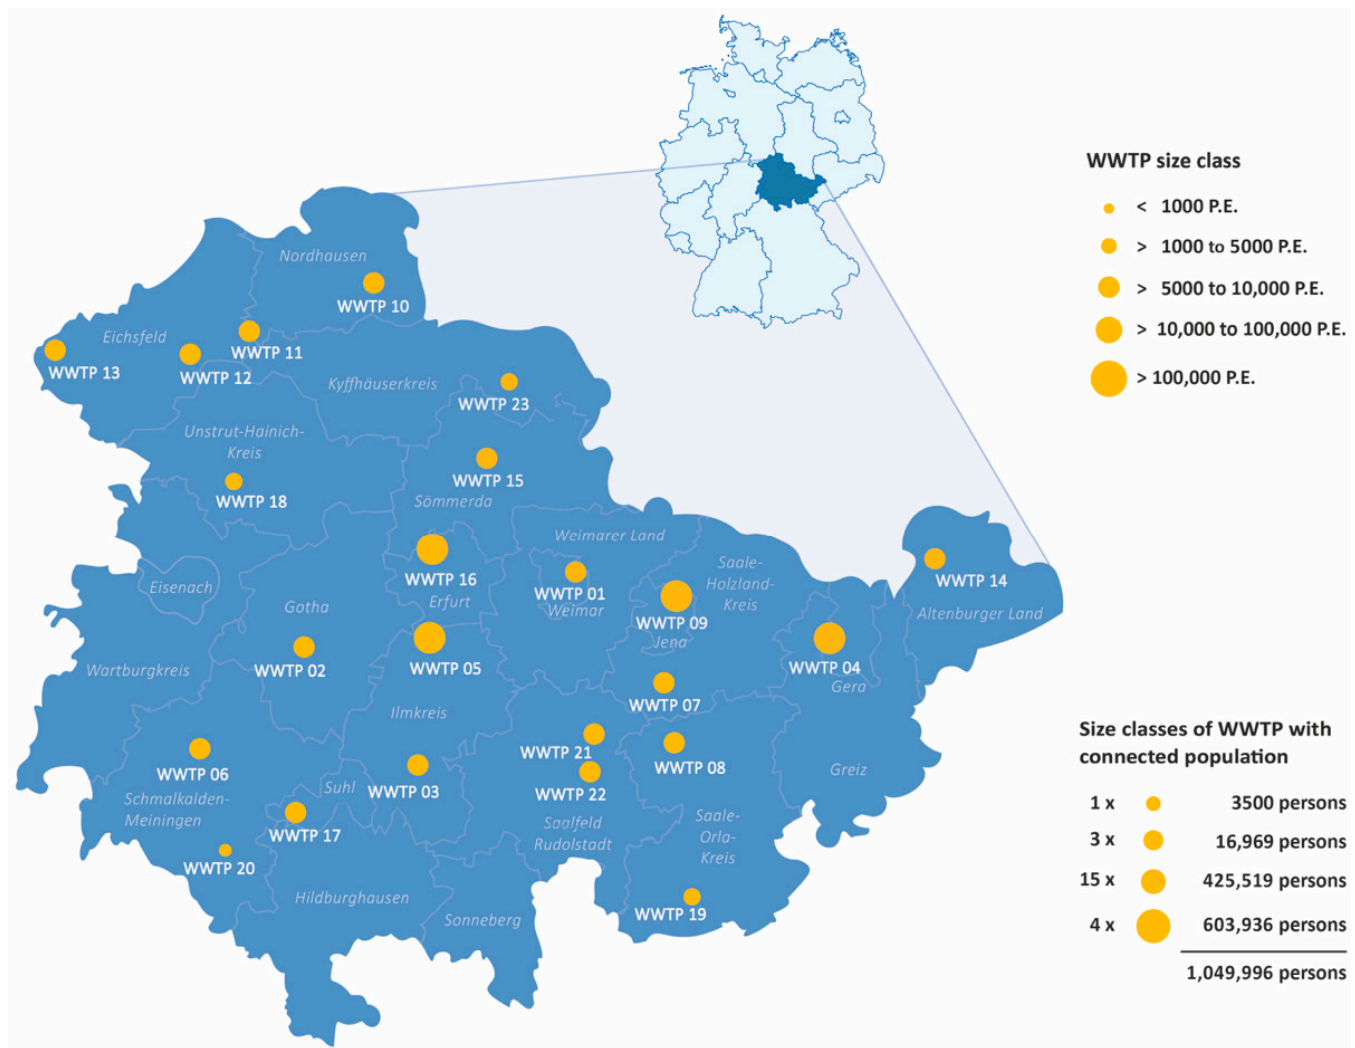 WWTP size class
< 1000 P.E.
> 1000 to 5000 P.E.
> 5000 to 10,000 P.E.
> 10,000 to 100,000 P.E.
> 100,000 P.E.
Nordhausen
WWTP 10
Eichsfeld
WWTP 11
WWTP 13
WWTP 12
Kyffhäuserkreis
WWTP 23
Unstrut-Hainich-
Kreis
WWTP 15
WWTP 18
Sömmerda
Weimarer Land
Saale-
Holzland-
Kreis
WWTP 16
WWTP 14
Eisenach
WWTP 01
Erfurt
Gotha
Weimar
Altenburger Land
WWTP 09
Jena
WWTP 02
WWTP 05
WWTP 04
Wartburgkreis
Gera
WWTP 07
Ilmkreis
WWTP 21
WWTP 06
WWTP 08
Greiz
Suhl
WWTP 03
WWTP 22
Schmalkalden-
Meiningen
WWTP 17
Saalfeld
Rudolstadt
Saale-
Orla-
Kreis
WWTP 20
Hildburghausen
Sonneberg
WWTP 19
Size classes of WWTP with
connected population
1 x 3500 persons
3 x 16,969 persons
15 x 425,519 persons
4 x 603,936 persons
1,049,996 persons